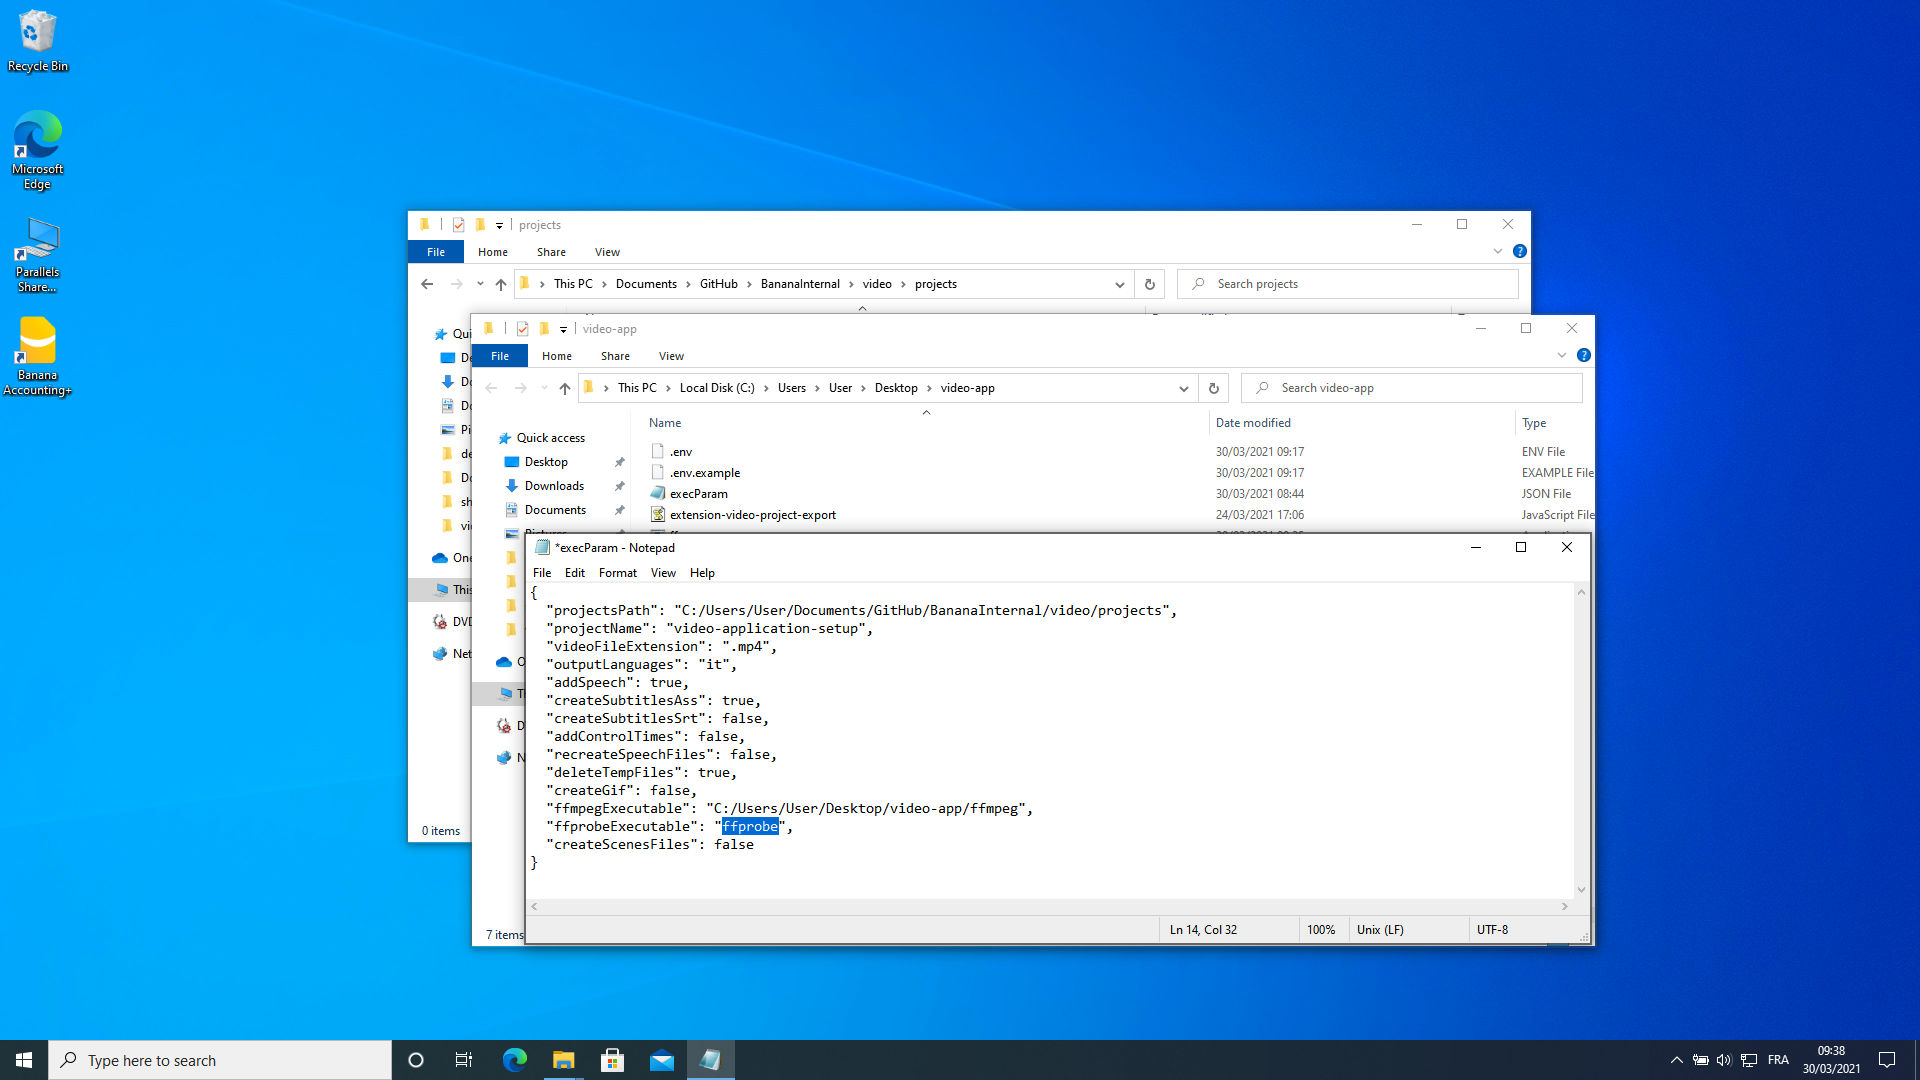 Recycle Bin
Microsoft
Edge
Parallels
Share...
Banana
Accounting+
projects
File Home Share View
This PC Documents GitHub BananaInternal video projects
Search projects
Qui
De
Do
Do
Pi
de
Do
sh
vi
One
This
DVD
Net
0 items
video-app
File Home Share View
This PC Local Disk (C:) Users User Desktop video-app
Search video-app
Name Date modified Type
Quick access
Desktop
Downloads
Documents
Pictures
O
Th
D
N
.env 30/03/2021 09:17 ENV File
.env.example 30/03/2021 09:17 EXAMPLE File
execParam 30/03/2021 08:44 JSON File
extension-video-project-export 24/03/2021 17:06 JavaScript File
7 items
*execParam - Notepad
File Edit Format View Help
{
"projectsPath": "C:/Users/User/Documents/GitHub/BananaInternal/video/projects",
"projectName": "video-application-setup",
"videoFileExtension": ".mp4",
"outputLanguages": "it",
"addSpeech": true,
"createSubtitlesAss": true,
"createSubtitlesSrt": false,
"addControlTimes": false,
"recreateSpeechFiles": false,
"deleteTempFiles": true,
"createGif": false,
"ffmpegExecutable": "C:/Users/User/Desktop/video-app/ffmpeg",
"ffprobeExecutable": "ffprobe",
"createScenesFiles": false
}
Ln 14, Col 32 100% Unix (LF) UTF-8
Type here to search
FRA
09:38
30/03/2021